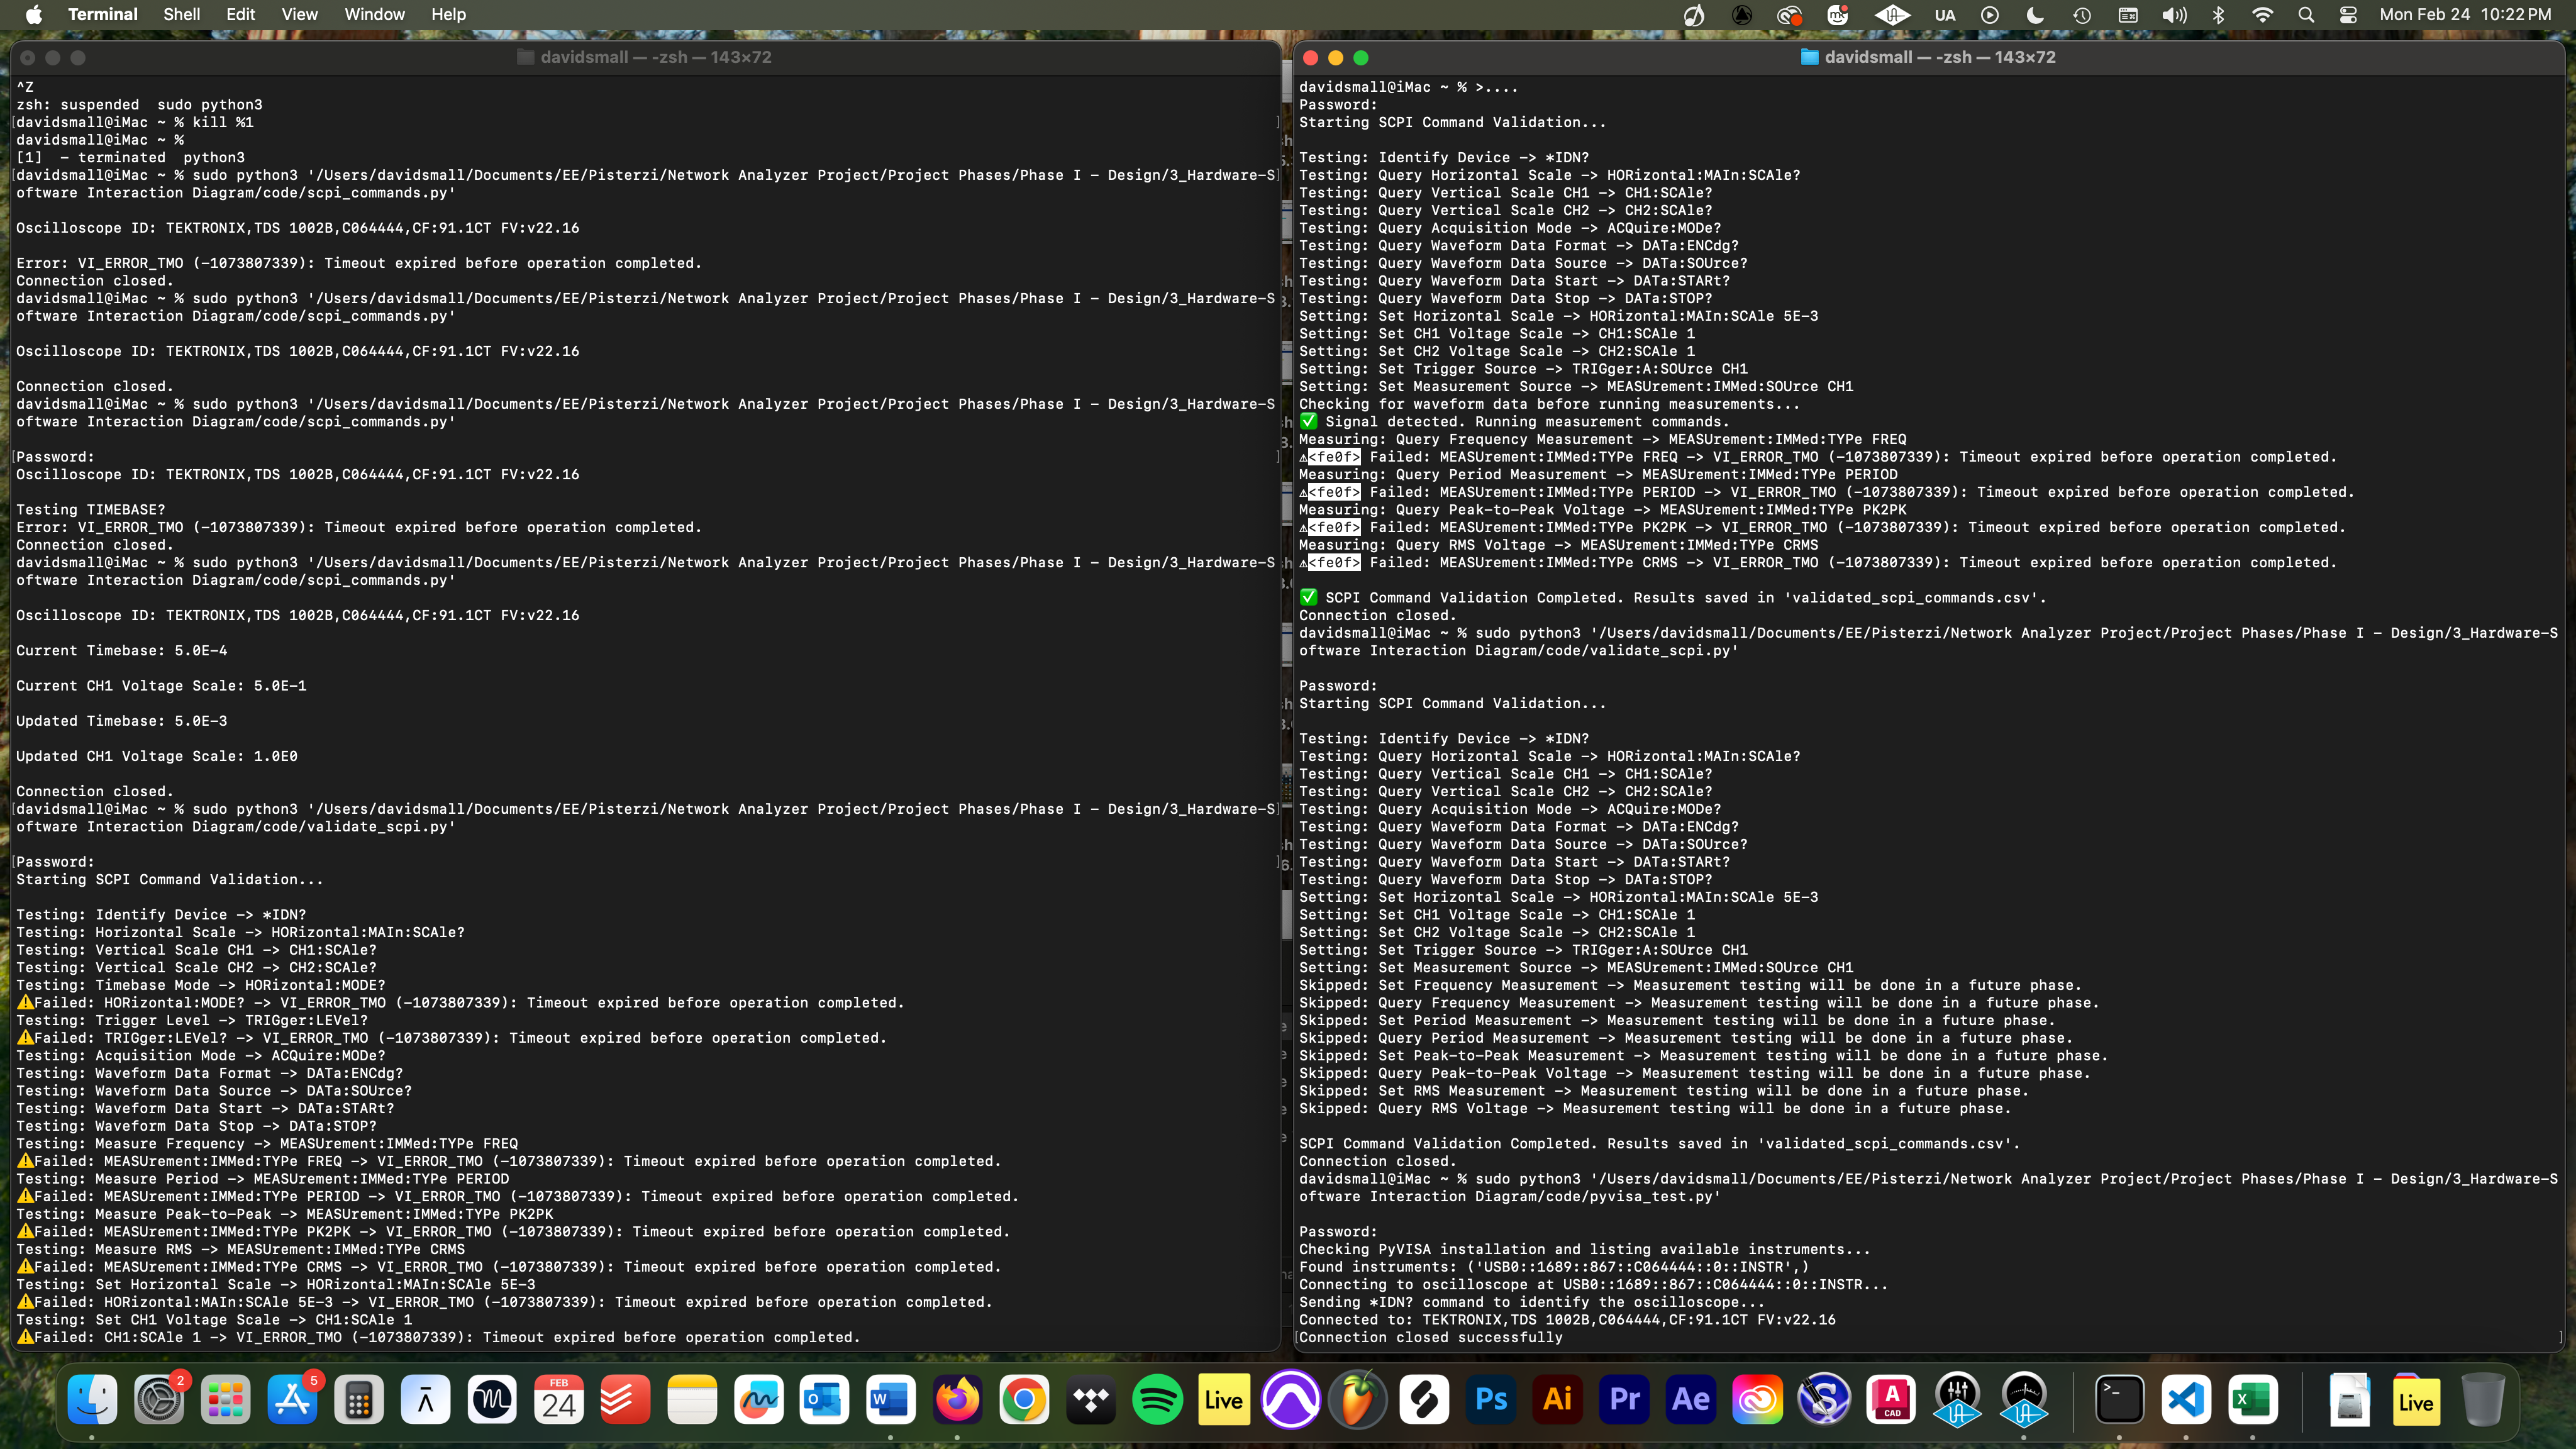 Terminal Shell Edit View Window Help UA Mon Feb 24 10:22 PM
davidsmall — -zsh — 143×72
^Z
zsh: suspended  sudo python3
[davidsmall@iMac ~ % kill %1 ]
davidsmall@iMac ~ %
[1]  - terminated  python3
[davidsmall@iMac ~ % sudo python3 '/Users/davidsmall/Documents/EE/Pisterzi/Network Analyzer Project/Project Phases/Phase I - Design/3_Hardware-S]
oftware Interaction Diagram/code/scpi_commands.py'
Oscilloscope ID: TEKTRONIX,TDS 1002B,C064444,CF:91.1CT FV:v22.16
Error: VI_ERROR_TMO (-1073807339): Timeout expired before operation completed.
Connection closed.
davidsmall@iMac ~ % sudo python3 '/Users/davidsmall/Documents/EE/Pisterzi/Network Analyzer Project/Project Phases/Phase I - Design/3_Hardware-S
oftware Interaction Diagram/code/scpi_commands.py'
Oscilloscope ID: TEKTRONIX,TDS 1002B,C064444,CF:91.1CT FV:v22.16
Connection closed.
davidsmall@iMac ~ % sudo python3 '/Users/davidsmall/Documents/EE/Pisterzi/Network Analyzer Project/Project Phases/Phase I - Design/3_Hardware-S
oftware Interaction Diagram/code/scpi_commands.py'
[Password: ]
Oscilloscope ID: TEKTRONIX,TDS 1002B,C064444,CF:91.1CT FV:v22.16
Testing TIMEBASE?
Error: VI_ERROR_TMO (-1073807339): Timeout expired before operation completed.
Connection closed.
davidsmall@iMac ~ % sudo python3 '/Users/davidsmall/Documents/EE/Pisterzi/Network Analyzer Project/Project Phases/Phase I - Design/3_Hardware-S
oftware Interaction Diagram/code/scpi_commands.py'
Oscilloscope ID: TEKTRONIX,TDS 1002B,C064444,CF:91.1CT FV:v22.16
Current Timebase: 5.0E-4
Current CH1 Voltage Scale: 5.0E-1
Updated Timebase: 5.0E-3
Updated CH1 Voltage Scale: 1.0E0
Connection closed.
[davidsmall@iMac ~ % sudo python3 '/Users/davidsmall/Documents/EE/Pisterzi/Network Analyzer Project/Project Phases/Phase I - Design/3_Hardware-S]
oftware Interaction Diagram/code/validate_scpi.py'
[Password: ]
Starting SCPI Command Validation...
Testing: Identify Device -> *IDN?
Testing: Horizontal Scale -> HORizontal:MAIn:SCAle?
Testing: Vertical Scale CH1 -> CH1:SCAle?
Testing: Vertical Scale CH2 -> CH2:SCAle?
Testing: Timebase Mode -> HORizontal:MODE?
⚠️Failed: HORizontal:MODE? -> VI_ERROR_TMO (-1073807339): Timeout expired before operation completed.
Testing: Trigger Level -> TRIGger:LEVel?
⚠️Failed: TRIGger:LEVel? -> VI_ERROR_TMO (-1073807339): Timeout expired before operation completed.
Testing: Acquisition Mode -> ACQuire:MODe?
Testing: Waveform Data Format -> DATa:ENCdg?
Testing: Waveform Data Source -> DATa:SOUrce?
Testing: Waveform Data Start -> DATa:STARt?
Testing: Waveform Data Stop -> DATa:STOP?
Testing: Measure Frequency -> MEASUrement:IMMed:TYPe FREQ
⚠️Failed: MEASUrement:IMMed:TYPe FREQ -> VI_ERROR_TMO (-1073807339): Timeout expired before operation completed.
Testing: Measure Period -> MEASUrement:IMMed:TYPe PERIOD
⚠️Failed: MEASUrement:IMMed:TYPe PERIOD -> VI_ERROR_TMO (-1073807339): Timeout expired before operation completed.
Testing: Measure Peak-to-Peak -> MEASUrement:IMMed:TYPe PK2PK
⚠️Failed: MEASUrement:IMMed:TYPe PK2PK -> VI_ERROR_TMO (-1073807339): Timeout expired before operation completed.
Testing: Measure RMS -> MEASUrement:IMMed:TYPe CRMS
⚠️Failed: MEASUrement:IMMed:TYPe CRMS -> VI_ERROR_TMO (-1073807339): Timeout expired before operation completed.
Testing: Set Horizontal Scale -> HORizontal:MAIn:SCAle 5E-3
⚠️Failed: HORizontal:MAIn:SCAle 5E-3 -> VI_ERROR_TMO (-1073807339): Timeout expired before operation completed.
Testing: Set CH1 Voltage Scale -> CH1:SCAle 1
⚠️Failed: CH1:SCAle 1 -> VI_ERROR_TMO (-1073807339): Timeout expired before operation completed.
davidsmall — -zsh — 143×72
davidsmall@iMac ~ % >....
Password:
Starting SCPI Command Validation...
Testing: Identify Device -> *IDN?
Testing: Query Horizontal Scale -> HORizontal:MAIn:SCAle?
Testing: Query Vertical Scale CH1 -> CH1:SCAle?
Testing: Query Vertical Scale CH2 -> CH2:SCAle?
Testing: Query Acquisition Mode -> ACQuire:MODe?
Testing: Query Waveform Data Format -> DATa:ENCdg?
Testing: Query Waveform Data Source -> DATa:SOUrce?
Testing: Query Waveform Data Start -> DATa:STARt?
Testing: Query Waveform Data Stop -> DATa:STOP?
Setting: Set Horizontal Scale -> HORizontal:MAIn:SCAle 5E-3
Setting: Set CH1 Voltage Scale -> CH1:SCAle 1
Setting: Set CH2 Voltage Scale -> CH2:SCAle 1
Setting: Set Trigger Source -> TRIGger:A:SOUrce CH1
Setting: Set Measurement Source -> MEASUrement:IMMed:SOUrce CH1
Checking for waveform data before running measurements...
✅ Signal detected. Running measurement commands.
Measuring: Query Frequency Measurement -> MEASUrement:IMMed:TYPe FREQ
⚠<fe0f> Failed: MEASUrement:IMMed:TYPe FREQ -> VI_ERROR_TMO (-1073807339): Timeout expired before operation completed.
Measuring: Query Period Measurement -> MEASUrement:IMMed:TYPe PERIOD
⚠<fe0f> Failed: MEASUrement:IMMed:TYPe PERIOD -> VI_ERROR_TMO (-1073807339): Timeout expired before operation completed.
Measuring: Query Peak-to-Peak Voltage -> MEASUrement:IMMed:TYPe PK2PK
⚠<fe0f> Failed: MEASUrement:IMMed:TYPe PK2PK -> VI_ERROR_TMO (-1073807339): Timeout expired before operation completed.
Measuring: Query RMS Voltage -> MEASUrement:IMMed:TYPe CRMS
⚠<fe0f> Failed: MEASUrement:IMMed:TYPe CRMS -> VI_ERROR_TMO (-1073807339): Timeout expired before operation completed.
✅ SCPI Command Validation Completed. Results saved in 'validated_scpi_commands.csv'.
Connection closed.
davidsmall@iMac ~ % sudo python3 '/Users/davidsmall/Documents/EE/Pisterzi/Network Analyzer Project/Project Phases/Phase I - Design/3_Hardware-S
oftware Interaction Diagram/code/validate_scpi.py'
Password:
Starting SCPI Command Validation...
Testing: Identify Device -> *IDN?
Testing: Query Horizontal Scale -> HORizontal:MAIn:SCAle?
Testing: Query Vertical Scale CH1 -> CH1:SCAle?
Testing: Query Vertical Scale CH2 -> CH2:SCAle?
Testing: Query Acquisition Mode -> ACQuire:MODe?
Testing: Query Waveform Data Format -> DATa:ENCdg?
Testing: Query Waveform Data Source -> DATa:SOUrce?
Testing: Query Waveform Data Start -> DATa:STARt?
Testing: Query Waveform Data Stop -> DATa:STOP?
Setting: Set Horizontal Scale -> HORizontal:MAIn:SCAle 5E-3
Setting: Set CH1 Voltage Scale -> CH1:SCAle 1
Setting: Set CH2 Voltage Scale -> CH2:SCAle 1
Setting: Set Trigger Source -> TRIGger:A:SOUrce CH1
Setting: Set Measurement Source -> MEASUrement:IMMed:SOUrce CH1
Skipped: Set Frequency Measurement -> Measurement testing will be done in a future phase.
Skipped: Query Frequency Measurement -> Measurement testing will be done in a future phase.
Skipped: Set Period Measurement -> Measurement testing will be done in a future phase.
Skipped: Query Period Measurement -> Measurement testing will be done in a future phase.
Skipped: Set Peak-to-Peak Measurement -> Measurement testing will be done in a future phase.
Skipped: Query Peak-to-Peak Voltage -> Measurement testing will be done in a future phase.
Skipped: Set RMS Measurement -> Measurement testing will be done in a future phase.
Skipped: Query RMS Voltage -> Measurement testing will be done in a future phase.
SCPI Command Validation Completed. Results saved in 'validated_scpi_commands.csv'.
Connection closed.
davidsmall@iMac ~ % sudo python3 '/Users/davidsmall/Documents/EE/Pisterzi/Network Analyzer Project/Project Phases/Phase I - Design/3_Hardware-S
oftware Interaction Diagram/code/pyvisa_test.py'
Password:
Checking PyVISA installation and listing available instruments...
Found instruments: ('USB0::1689::867::C064444::0::INSTR',)
Connecting to oscilloscope at USB0::1689::867::C064444::0::INSTR...
Sending *IDN? command to identify the oscilloscope...
Connected to: TEKTRONIX,TDS 1002B,C064444,CF:91.1CT FV:v22.16
[Connection closed successfully ]
2 5 FEB 24 Live Ps Ai Pr Ae A CAD Live